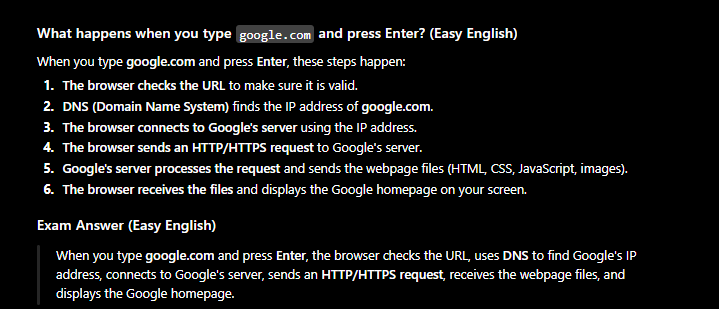 What happens when you type google.com and press Enter? (Easy English)
When you type google.com and press Enter, these steps happen:
1. The browser checks the URL to make sure it is valid.
2. DNS (Domain Name System) finds the IP address of google.com.
3. The browser connects to Google's server using the IP address.
4. The browser sends an HTTP/HTTPS request to Google's server.
5. Google's server processes the request and sends the webpage files (HTML, CSS, JavaScript, images).
6. The browser receives the files and displays the Google homepage on your screen.
Exam Answer (Easy English)
When you type google.com and press Enter, the browser checks the URL, uses DNS to find Google's IP
address, connects to Google's server, sends an HTTP/HTTPS request, receives the webpage files, and
displays the Google homepage.